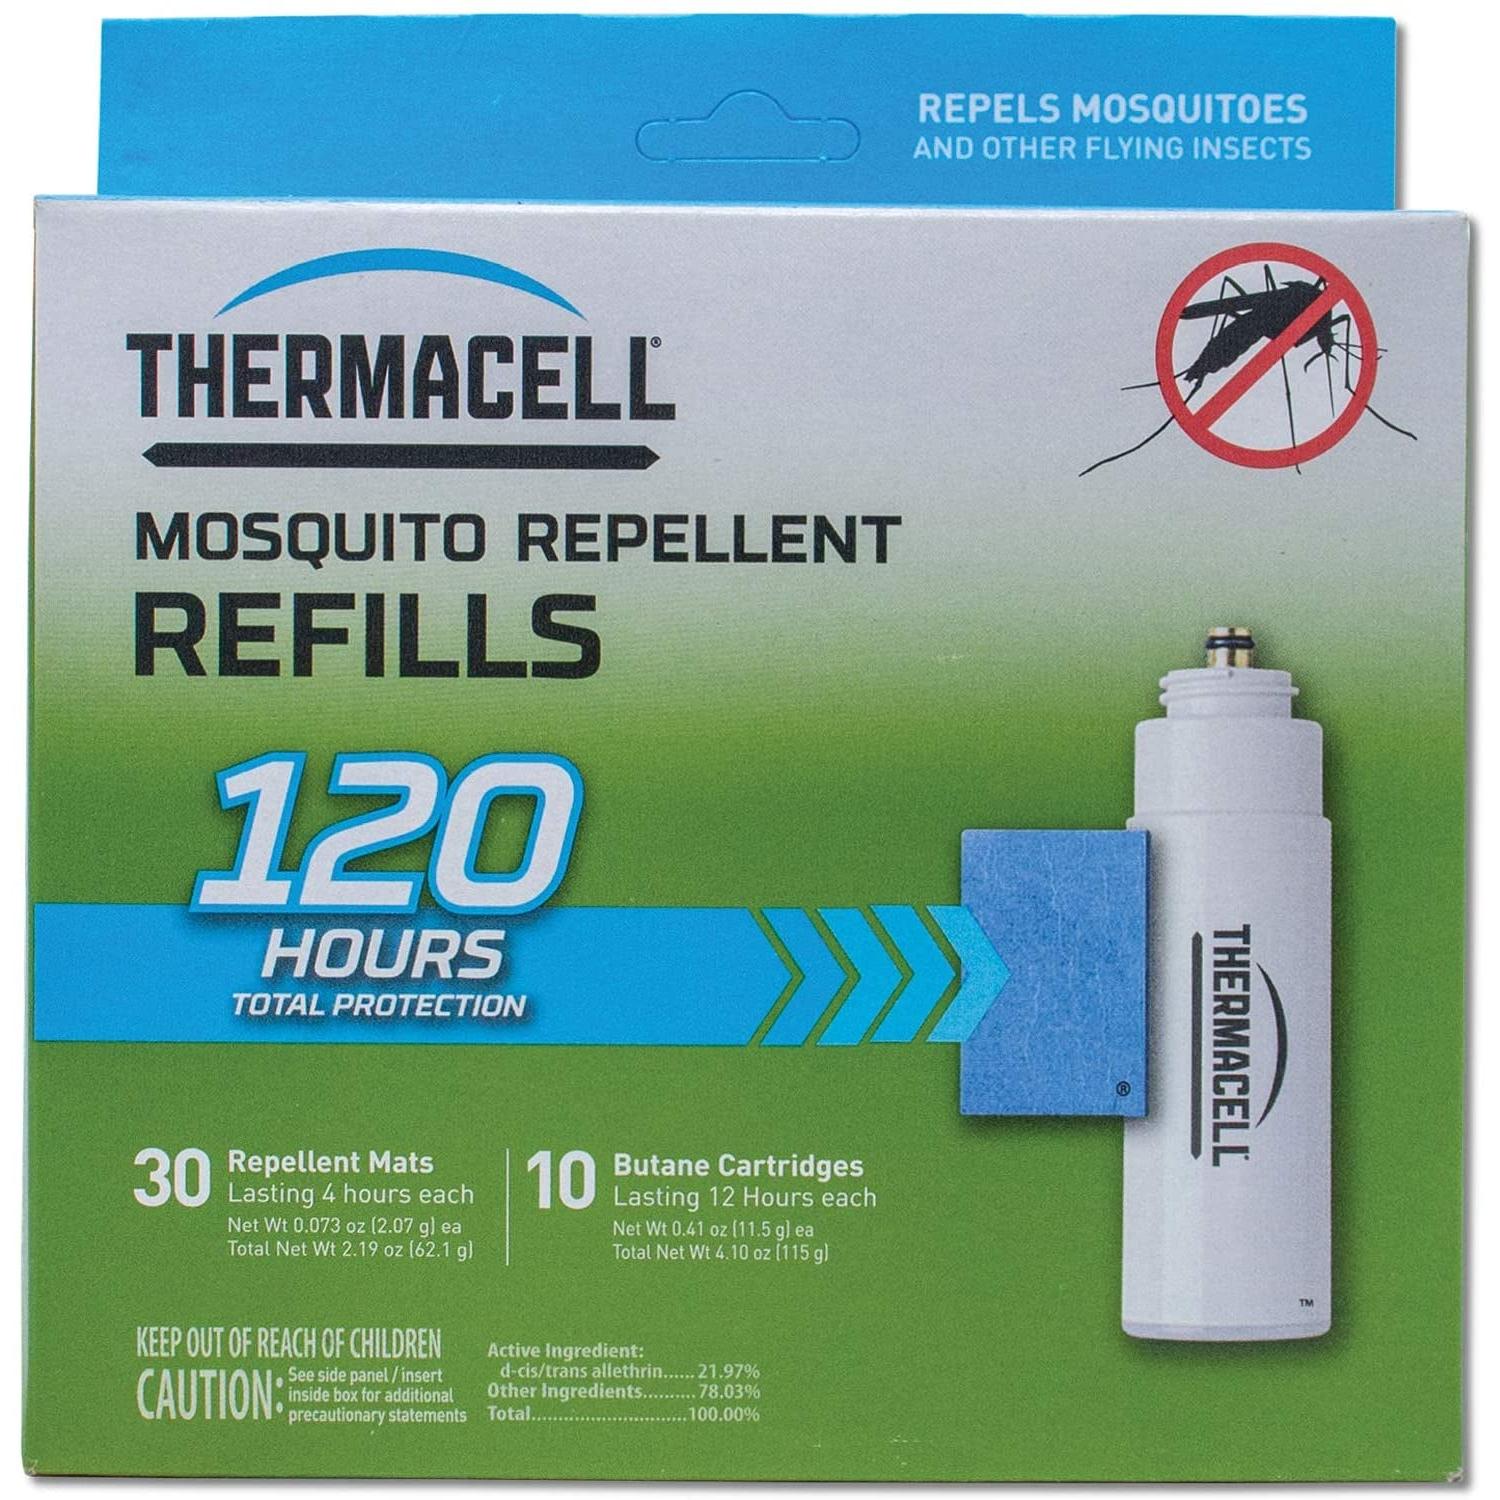 REPELS MOSQUITOES
AND OTHER FLYING INSECTS
THERMACELL®
MOSQUITO REPELLENT
REFILLS
120
HOURS
TOTAL PROTECTION
®
THERMACELL
TM
30 Repellent Mats
Lasting 4 hours each
Net Wt 0.073 oz (2.07 g) ea
Total Net Wt 2.19 oz (62.1 g)
10 Butane Cartridges
Lasting 12 Hours each
Net Wt 0.41 oz (11.5 g) ea
Total Net Wt 4.10 oz (115 g)
KEEP OUT OF REACH OF CHILDREN
CAUTION: See side panel / insert
inside box for additional
precautionary statements
Active Ingredient:
d-cis/trans allethrin...... 21.97%
Other Ingredients.......... 78.03%
Total............................100.00%